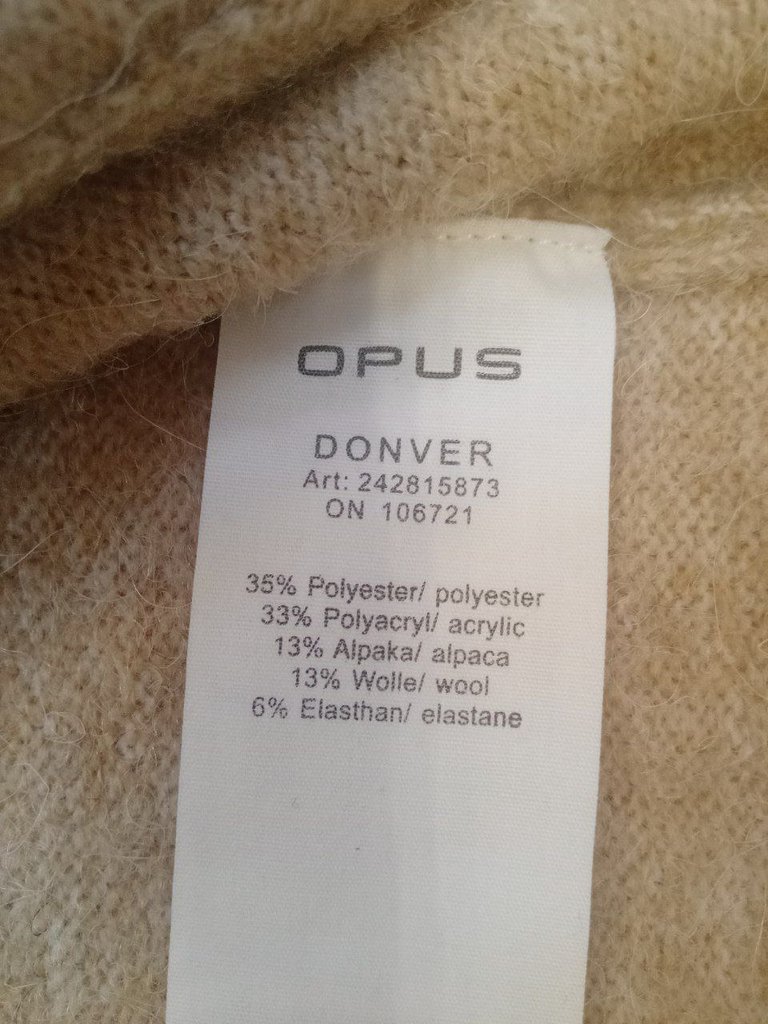 OPUS
DONVER
Art: 242815873
ON 106721
35% Polyester/ polyester
33% Polyacryl/ acrylic
13% Alpaka/ alpaca
13% Wolle/ wool
6% Elasthan/ elastane